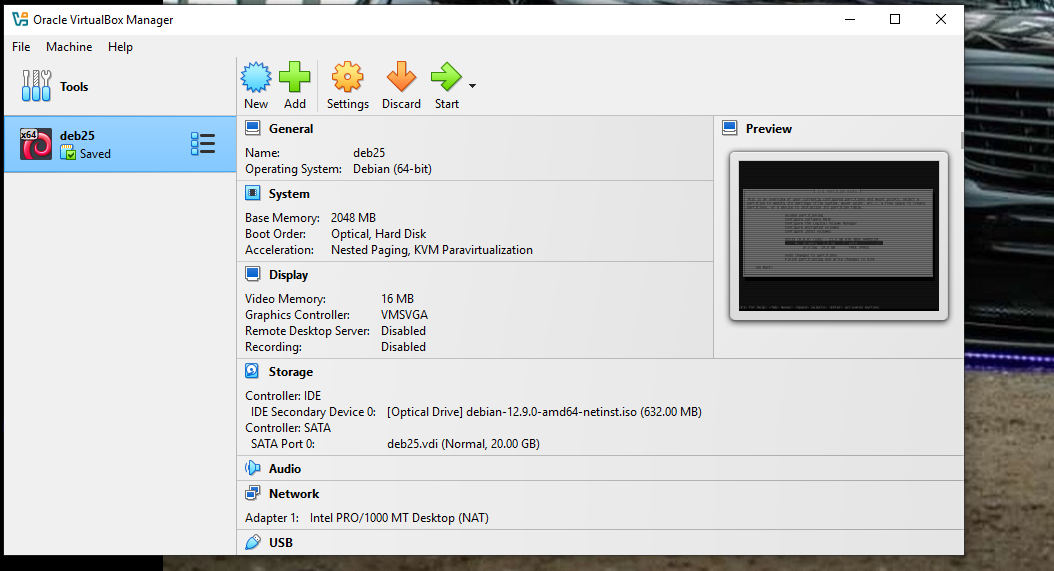 Oracle VirtualBox Manager
File Machine Help
Tools
New Add Settings Discard Start
x64
deb25
Saved
General
Name: deb25
Operating System: Debian (64-bit)
System
Base Memory: 2048 MB
Boot Order: Optical, Hard Disk
Acceleration: Nested Paging, KVM Paravirtualization
Display
Video Memory: 16 MB
Graphics Controller: VMSVGA
Remote Desktop Server: Disabled
Recording: Disabled
Preview
Storage
Controller: IDE
IDE Secondary Device 0: [Optical Drive] debian-12.9.0-amd64-netinst.iso (632.00 MB)
Controller: SATA
SATA Port 0: deb25.vdi (Normal, 20.00 GB)
Audio
Network
Adapter 1: Intel PRO/1000 MT Desktop (NAT)
USB